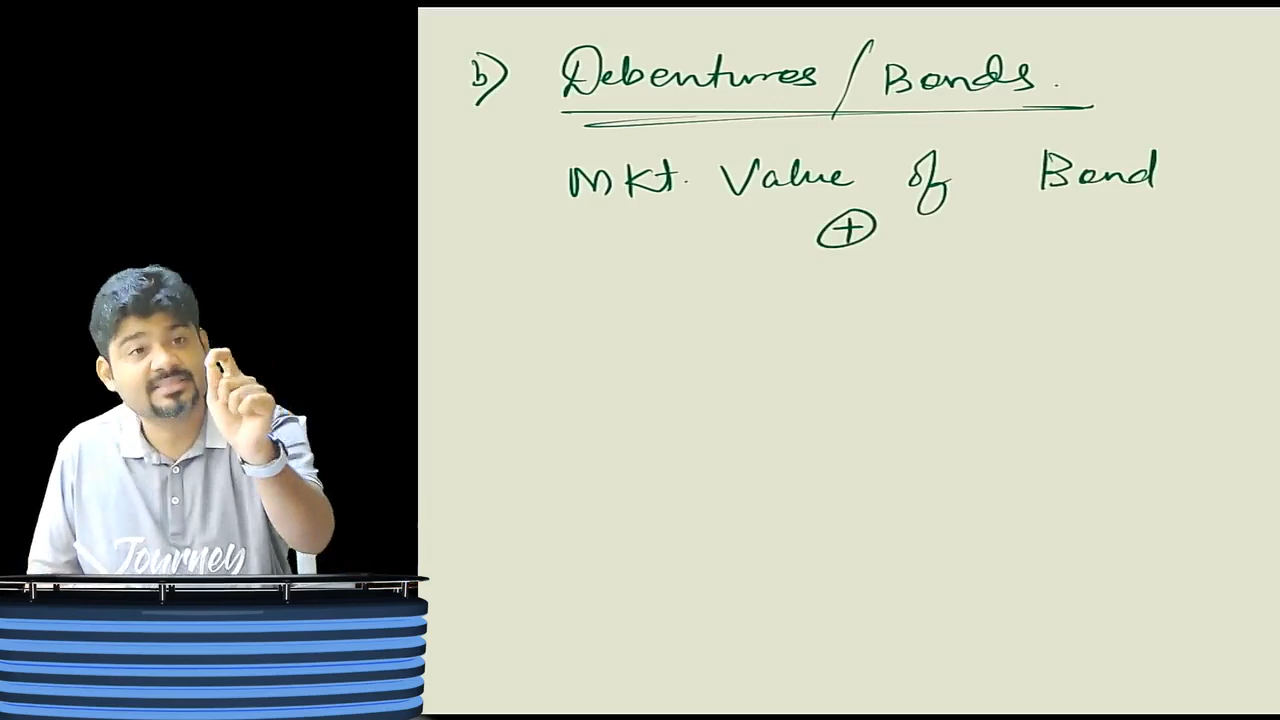 b) Debentures / Bonds.
Mkt. Value of Bond
+
Journey